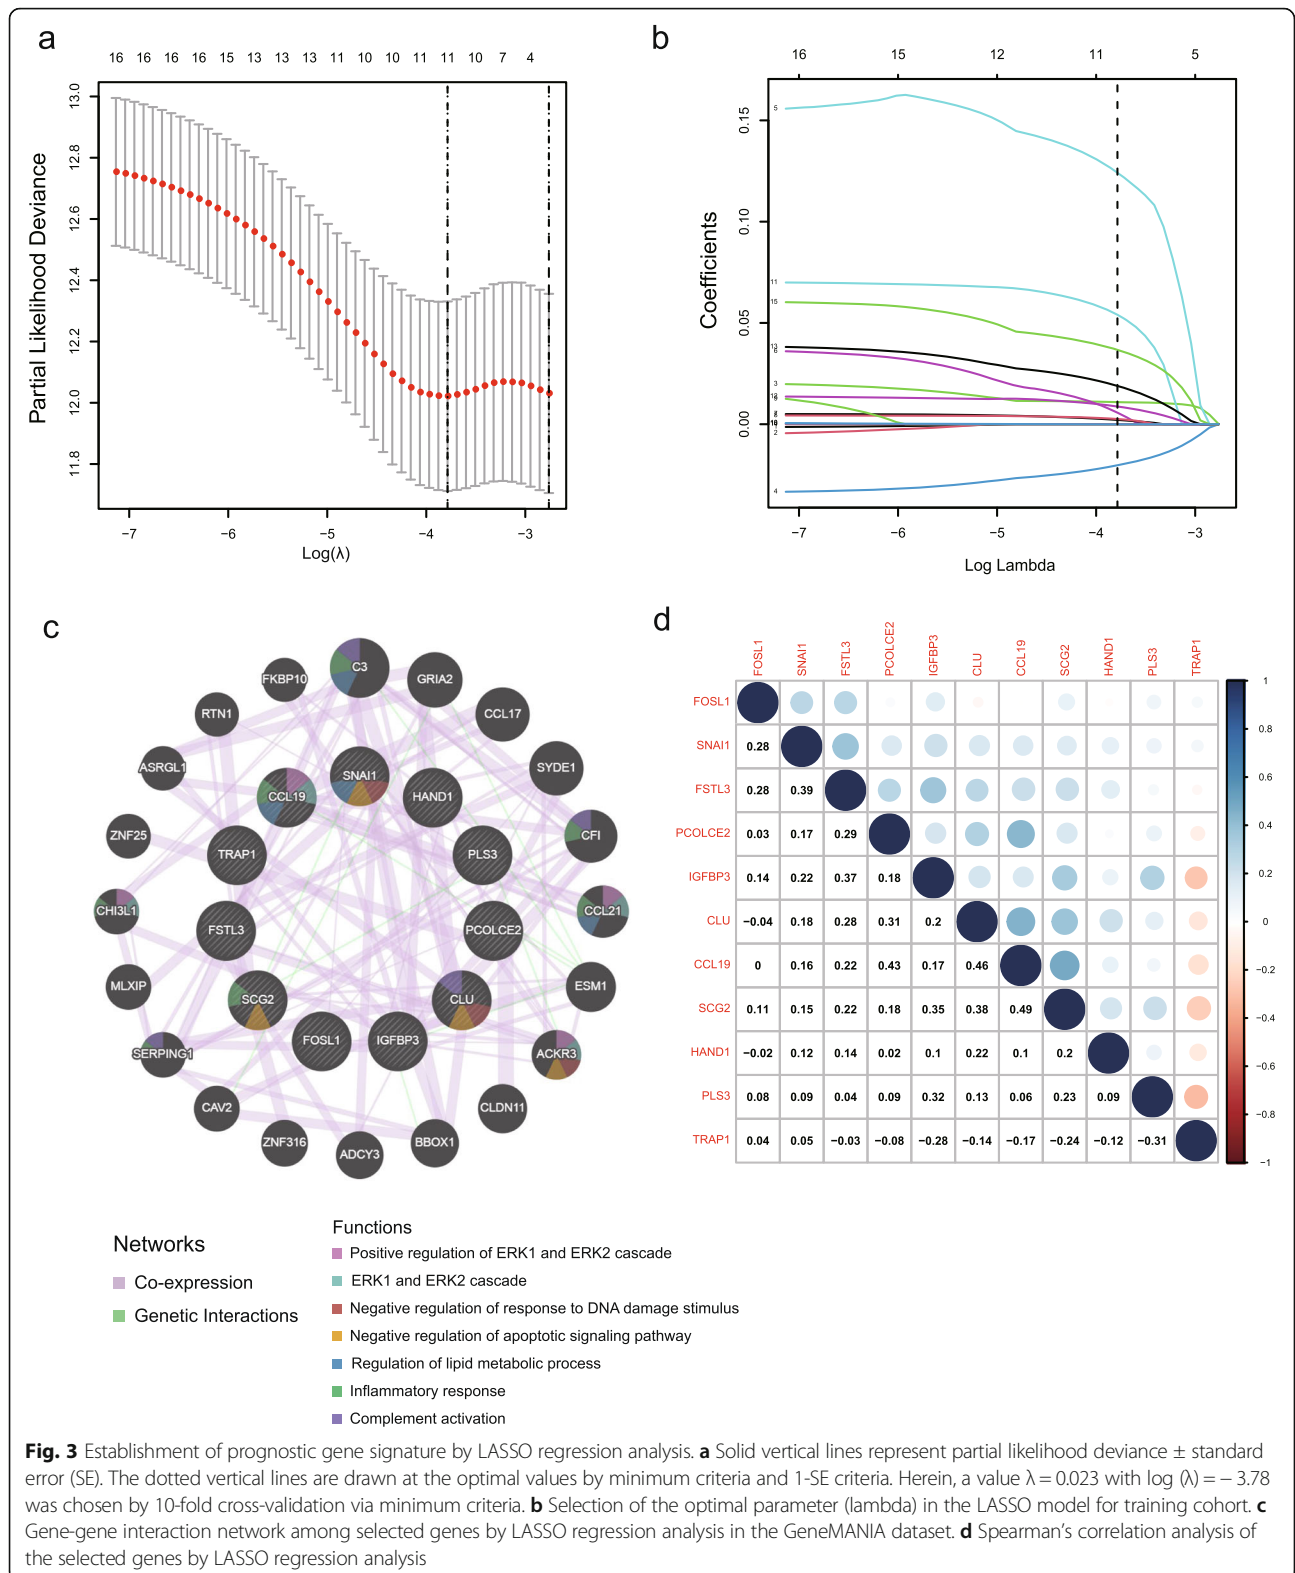 a
16 16 16 16 15 13 13 13 11 10 10 11 11 10 7 4
Partial Likelihood Deviance
13.0
12.8
12.6
12.4
12.2
12.0
11.8
−7 −6 −5 −4 −3
Log(λ)
b
16 15 12 11 5
Coefficients
0.15
0.10
0.05
0.00
5
11
15
13
6
3
2
4
−7 −6 −5 −4 −3
Log Lambda
c
C3
FKBP10
GRIA2
RTN1
CCL17
ASRGL1
SYDE1
SNAI1
CCL19
HAND1
ZNF25
CFI
TRAP1
PLS3
CHI3L1
CCL21
FSTL3
PCOLCE2
MLXIP
ESM1
SCG2
CLU
FOSL1
IGFBP3
SERPING1
ACKR3
CAV2
CLDN11
ZNF316
BBOX1
ADCY3
Networks
Co-expression
Genetic Interactions
Functions
Positive regulation of ERK1 and ERK2 cascade
ERK1 and ERK2 cascade
Negative regulation of response to DNA damage stimulus
Negative regulation of apoptotic signaling pathway
Regulation of lipid metabolic process
Inflammatory response
Complement activation
d
FOSL1 SNAI1 FSTL3 PCOLCE2 IGFBP3 CLU CCL19 SCG2 HAND1 PLS3 TRAP1
FOSL1
SNAI1 0.28
FSTL3 0.28 0.39
PCOLCE2 0.03 0.17 0.29
IGFBP3 0.14 0.22 0.37 0.18
CLU −0.04 0.18 0.28 0.31 0.2
CCL19 0 0.16 0.22 0.43 0.17 0.46
SCG2 0.11 0.15 0.22 0.18 0.35 0.38 0.49
HAND1 −0.02 0.12 0.14 0.02 0.1 0.22 0.1 0.2
PLS3 0.08 0.09 0.04 0.09 0.32 0.13 0.06 0.23 0.09
TRAP1 0.04 0.05 −0.03 −0.08 −0.28 −0.14 −0.17 −0.24 −0.12 −0.31
1
0.8
0.6
0.4
0.2
0
−0.2
−0.4
−0.6
−0.8
−1
Fig. 3 Establishment of prognostic gene signature by LASSO regression analysis. a Solid vertical lines represent partial likelihood deviance ± standard
error (SE). The dotted vertical lines are drawn at the optimal values by minimum criteria and 1-SE criteria. Herein, a value λ = 0.023 with log (λ) = − 3.78
was chosen by 10-fold cross-validation via minimum criteria. b Selection of the optimal parameter (lambda) in the LASSO model for training cohort. c
Gene-gene interaction network among selected genes by LASSO regression analysis in the GeneMANIA dataset. d Spearman's correlation analysis of
the selected genes by LASSO regression analysis